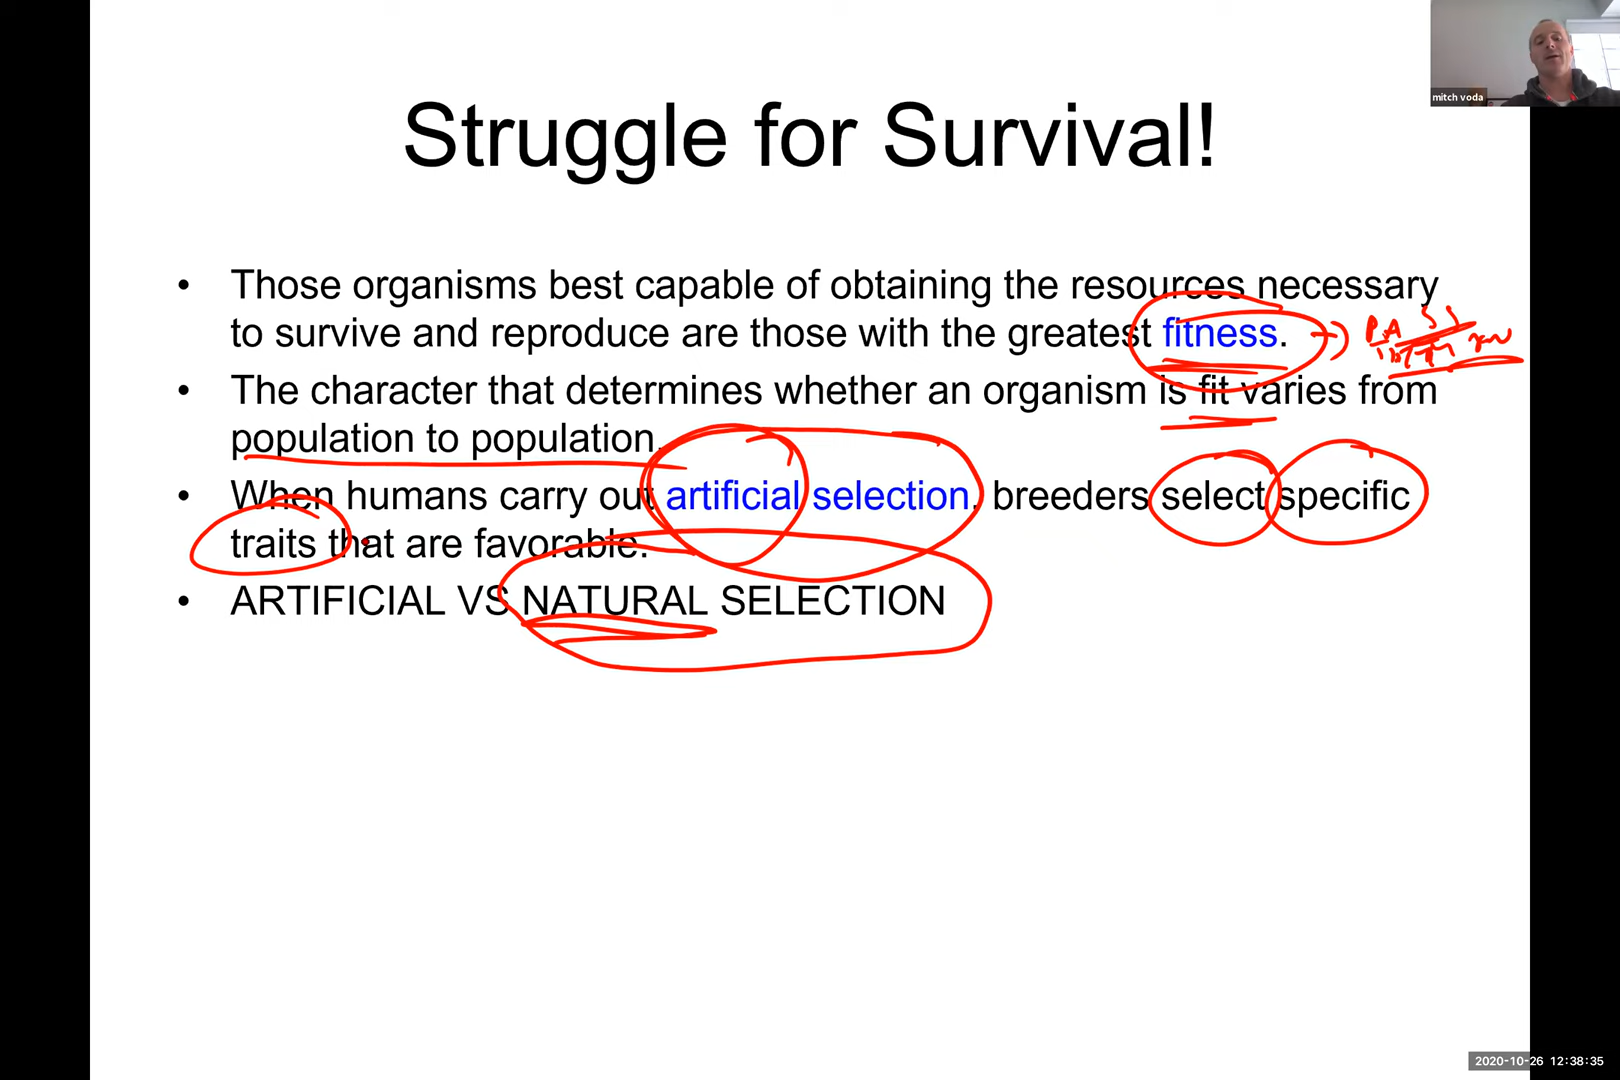 mitch voda
Struggle for Survival!
• Those organisms best capable of obtaining the resources necessary
to survive and reproduce are those with the greatest fitness.
• The character that determines whether an organism is fit varies from
population to population.
• When humans carry out artificial selection, breeders select specific
traits that are favorable.
• ARTIFICIAL VS NATURAL SELECTION
2020-10-26 12:38:35